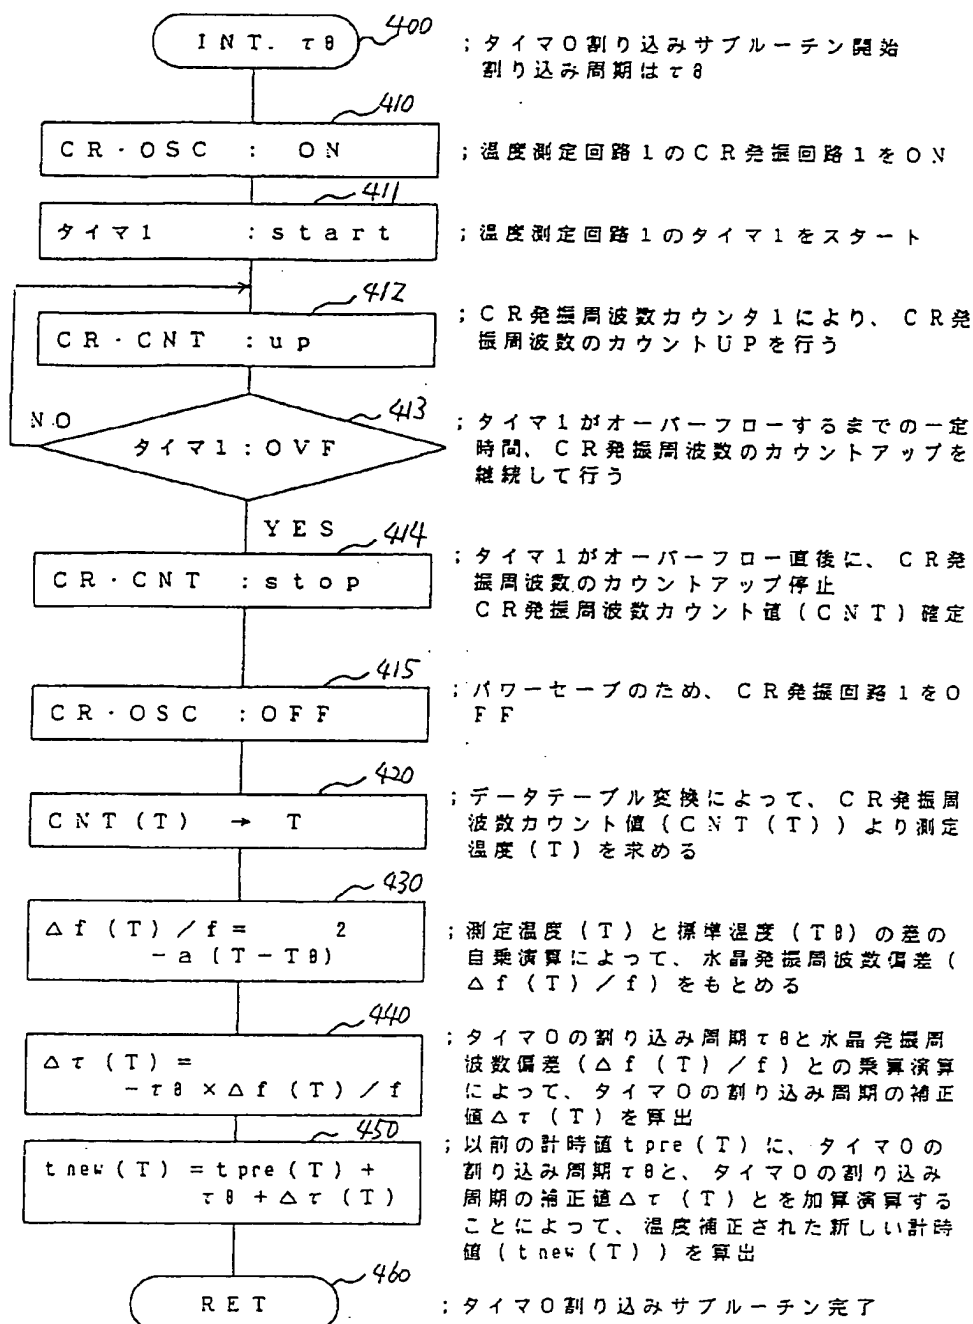 INT. τ0
400
;タイマ0割り込みサブルーチン開始
割り込み周期はτ0
410
CR・OSC : ON
;温度測定回路1のCR発振回路1をON
411
タイマ1 :start
;温度測定回路1のタイマ1をスタート
412
CR・CNT :up
;CR発振周波数カウンタ1により、CR発
振周波数のカウントUPを行う
413
NO
タイマ1:OVF
;タイマ1がオーバーフローするまでの一定
時間、CR発振周波数のカウントアップを
継続して行う
YES
414
CR・CNT :stop
;タイマ1がオーバーフロー直後に、CR発
振周波数のカウントアップ停止
CR発振周波数カウント値(CNT)確定
415
CR・OSC :OFF
;パワーセーブのため、CR発振回路1をO
FF
420
CNT(T) → T
;データテーブル変換によって、CR発振周
波数カウント値(CNT(T))より測定
温度(T)を求める
430
△f(T)/f= 2
-a(T-T0)
;測定温度(T)と標準温度(T0)の差の
自乗演算によって、水晶発振周波数偏差(
△f(T)/f)をもとめる
440
△τ(T)=
-τ0×△f(T)/f
;タイマ0の割り込み周期τ0と水晶発振周
波数偏差(△f(T)/f)との乗算演算
によって、タイマ0の割り込み周期の補正
値△τ(T)を算出
450
tnew(T)=tpre(T)+
τ0+△τ(T)
;以前の計時値tpre(T)に、タイマ0の
割り込み周期τ0と、タイマ0の割り込み
周期の補正値△τ(T)とを加算演算する
ことによって、温度補正された新しい計時
値(tnew(T))を算出
460
RET
;タイマ0割り込みサブルーチン完了